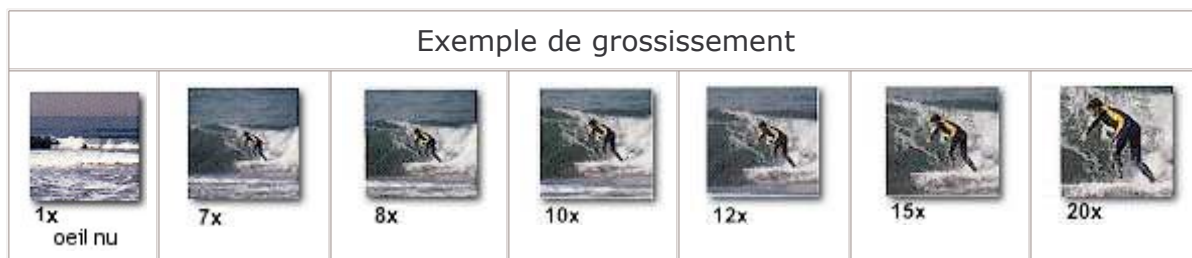 Exemple de grossissement
1x
oeil nu
7x
8x
10x
12x
15x
20x